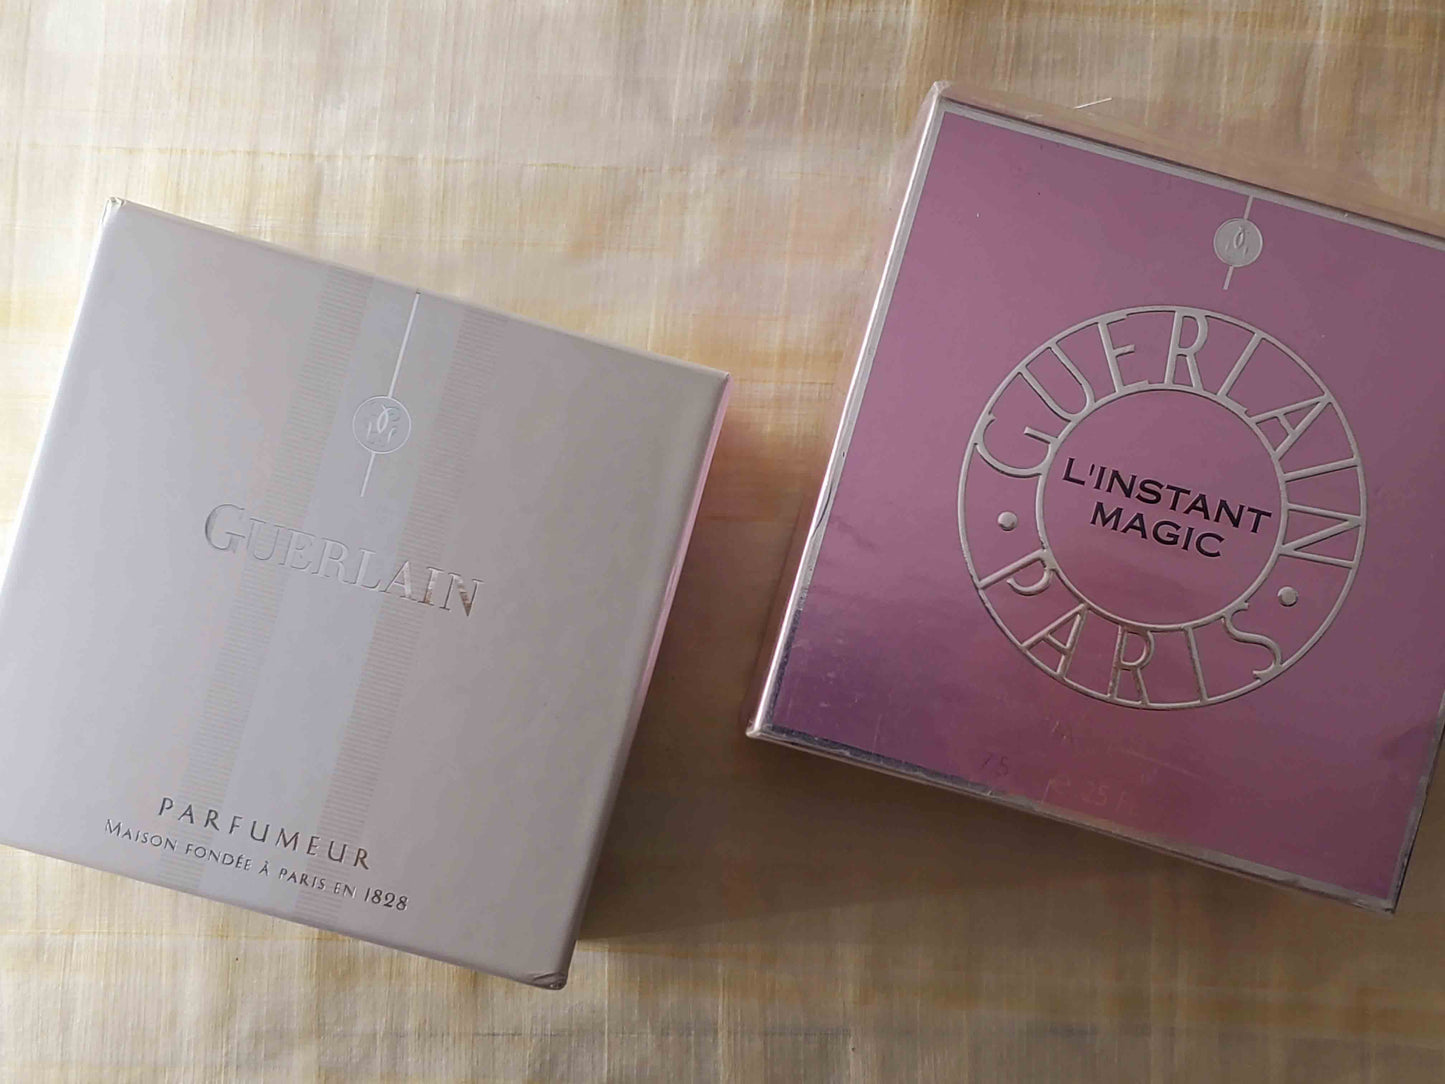 GUERLAIN
PARFUMEUR
MAISON FONDÉE À PARIS EN 1828
GUERLAIN
L'INSTANT
MAGIC
• PARIS •